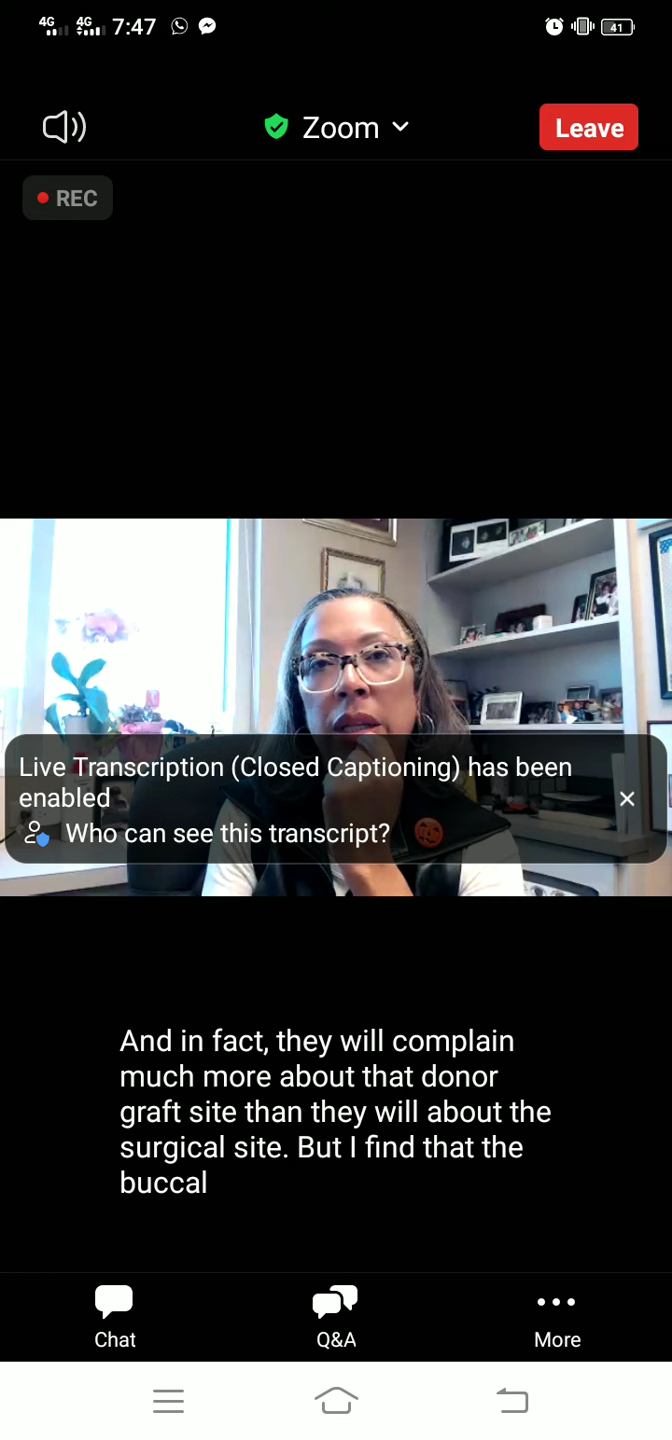 4G 4G 7:47 41
Zoom Leave
REC
Live Transcription (Closed Captioning) has been
enabled
Who can see this transcript?
And in fact, they will complain
much more about that donor
graft site than they will about the
surgical site. But I find that the
buccal
Chat Q&A More